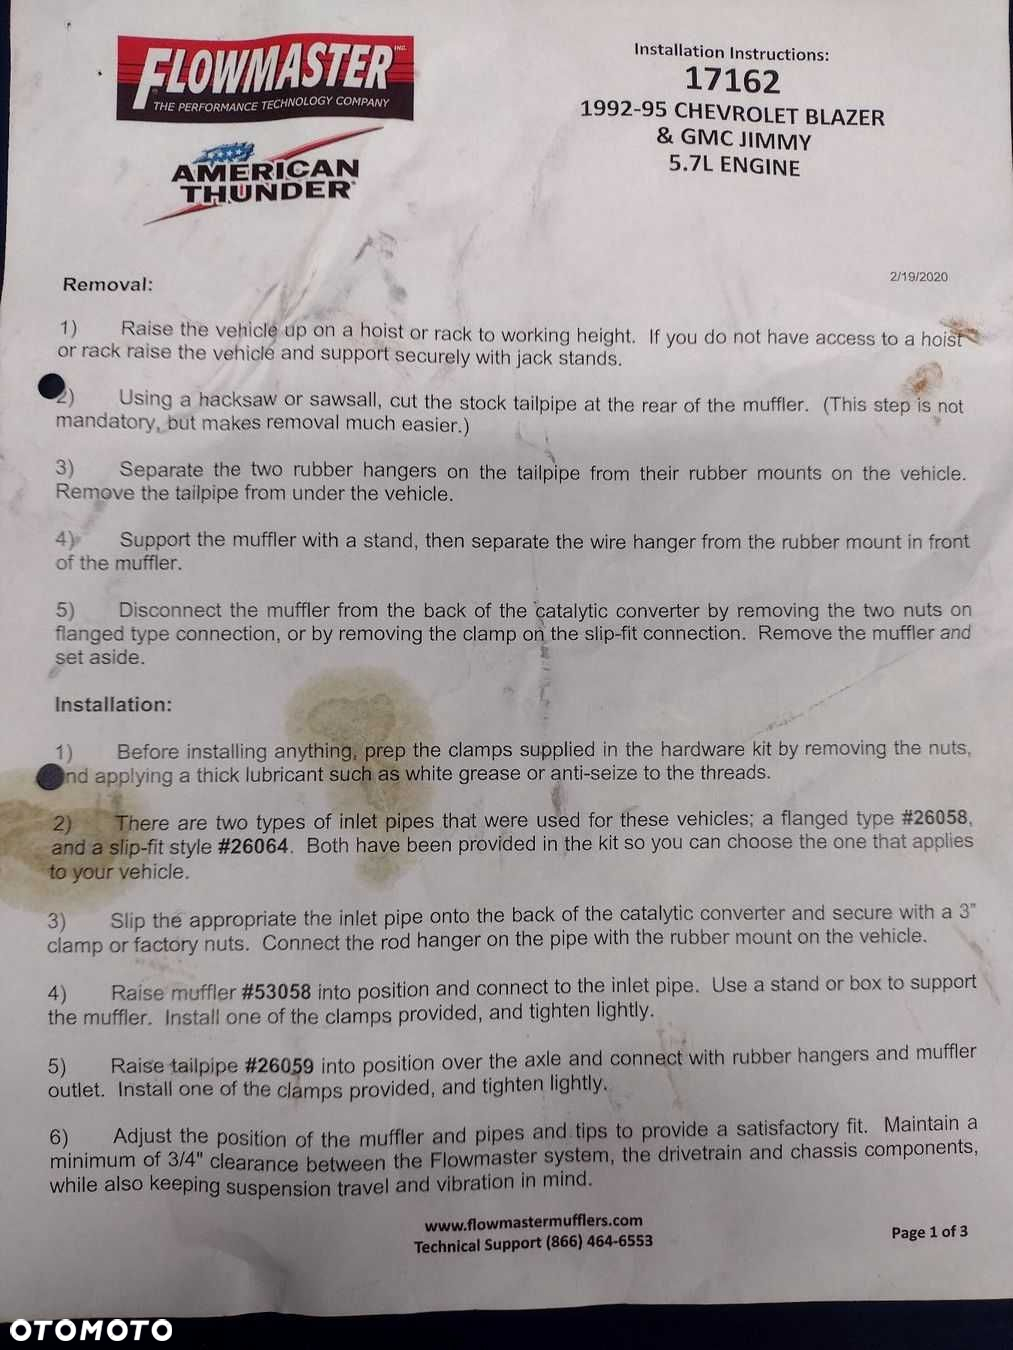 FLOWMASTER INC.
THE PERFORMANCE TECHNOLOGY COMPANY
AMERICAN
THUNDER
Installation Instructions:
17162
1992-95 CHEVROLET BLAZER
& GMC JIMMY
5.7L ENGINE
2/19/2020
Removal:
1) Raise the vehicle up on a hoist or rack to working height. If you do not have access to a hoist
or rack raise the vehicle and support securely with jack stands.
2) Using a hacksaw or sawsall, cut the stock tailpipe at the rear of the muffler. (This step is not
mandatory, but makes removal much easier.)
3) Separate the two rubber hangers on the tailpipe from their rubber mounts on the vehicle.
Remove the tailpipe from under the vehicle.
4) Support the muffler with a stand, then separate the wire hanger from the rubber mount in front
of the muffler.
5) Disconnect the muffler from the back of the catalytic converter by removing the two nuts on
flanged type connection, or by removing the clamp on the slip-fit connection. Remove the muffler and
set aside.
Installation:
1) Before installing anything, prep the clamps supplied in the hardware kit by removing the nuts,
nd applying a thick lubricant such as white grease or anti-seize to the threads.
2) There are two types of inlet pipes that were used for these vehicles; a flanged type #26058,
and a slip-fit style #26064. Both have been provided in the kit so you can choose the one that applies
to your vehicle.
3) Slip the appropriate the inlet pipe onto the back of the catalytic converter and secure with a 3"
clamp or factory nuts. Connect the rod hanger on the pipe with the rubber mount on the vehicle.
4) Raise muffler #53058 into position and connect to the inlet pipe. Use a stand or box to support
the muffler. Install one of the clamps provided, and tighten lightly.
5) Raise tailpipe #26059 into position over the axle and connect with rubber hangers and muffler
outlet. Install one of the clamps provided, and tighten lightly.
6) Adjust the position of the muffler and pipes and tips to provide a satisfactory fit. Maintain a
minimum of 3/4" clearance between the Flowmaster system, the drivetrain and chassis components,
while also keeping suspension travel and vibration in mind.
www.flowmastermufflers.com
Technical Support (866) 464-6553
Page 1 of 3
OTOMOTO